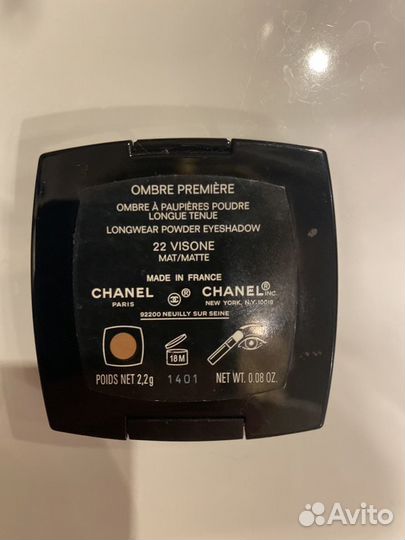 OMBRE PREMIÈRE
OMBRE À PAUPIÈRES POUDRE
LONGUE TENUE
LONGWEAR POWDER EYESHADOW
22 VISONE
MAT/MATTE
MADE IN FRANCE
CHANEL ® CHANEL® INC.
PARIS NEW YORK, N.Y. 10019
92200 NEUILLY SUR SEINE
18 M
POIDS NET 2,2g 1401 NET WT. 0.08 OZ.
Avito